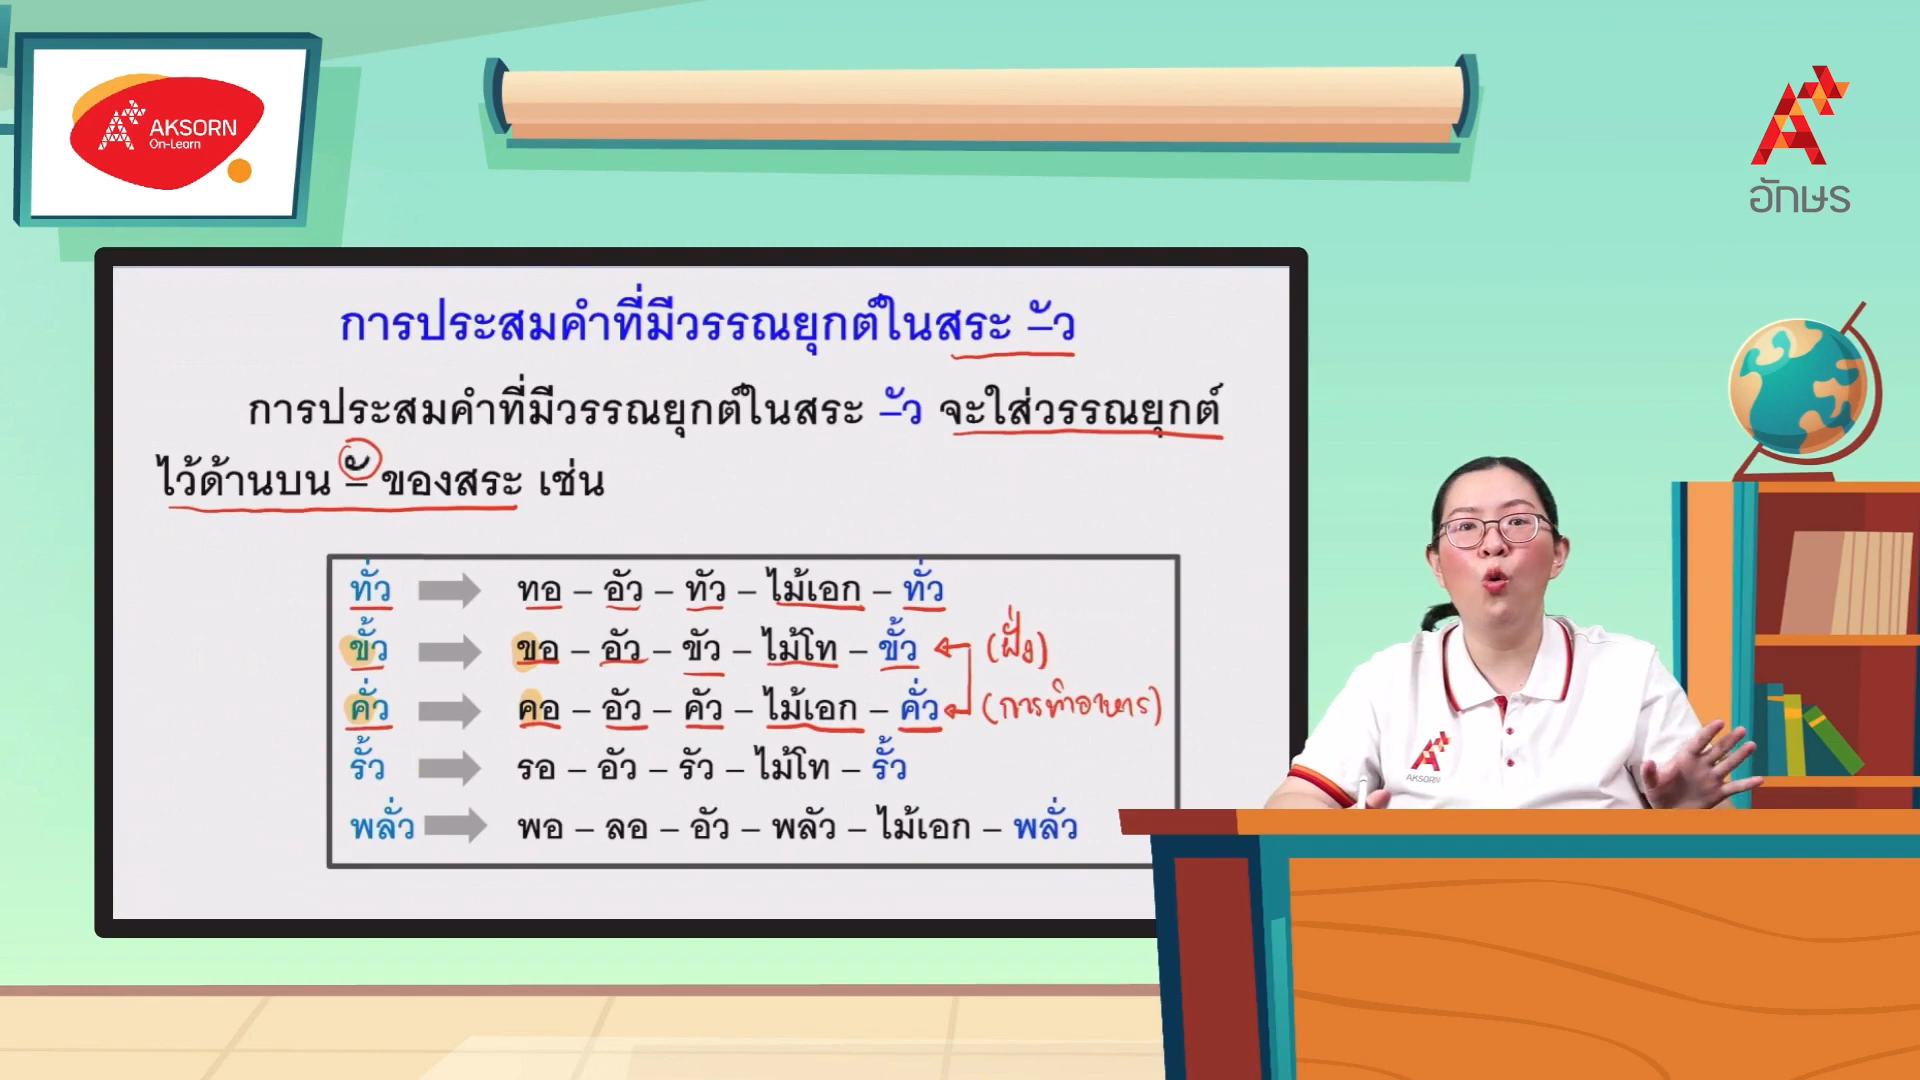 AKSORN
On-Learn
อักษร
การประสมคำที่มีวรรณยุกต์ในสระ –ัว
การประสมคำที่มีวรรณยุกต์ในสระ –ัว จะใส่วรรณยุกต์
ไว้ด้านบน –ั ของสระ เช่น
ทั่ว ทอ – อัว – ทัว – ไม้เอก – ทั่ว
ขั้ว ขอ – อัว – ขัว – ไม้โท – ขั้ว (ฝั่ง)
คั่ว คอ – อัว – คัว – ไม้เอก – คั่ว (การทำอาหาร)
รั้ว รอ – อัว – รัว – ไม้โท – รั้ว
พลั่ว พอ – ลอ – อัว – พลัว – ไม้เอก – พลั่ว
AKSORN